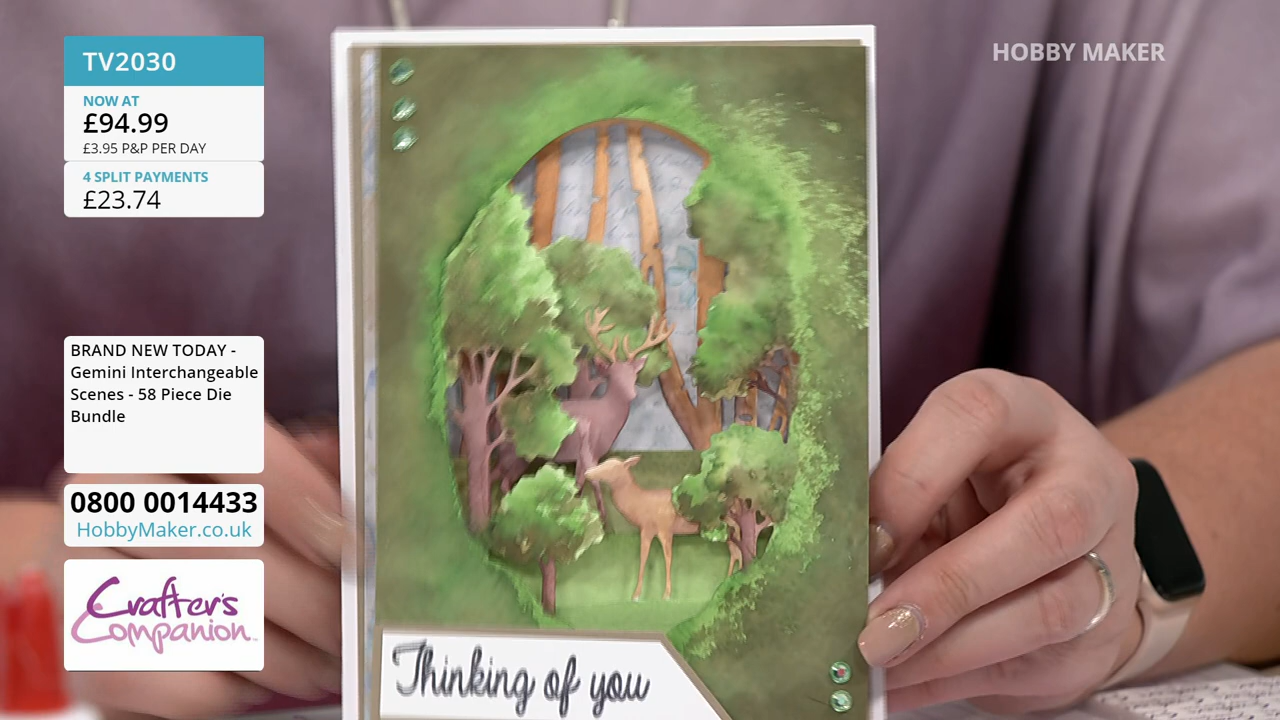 TV2030
NOW AT
£94.99
£3.95 P&P PER DAY
4 SPLIT PAYMENTS
£23.74
BRAND NEW TODAY -
Gemini Interchangeable
Scenes - 58 Piece Die
Bundle
0800 0014433
HobbyMaker.co.uk
Crafter's
Companion
HOBBY MAKER
Thinking of you